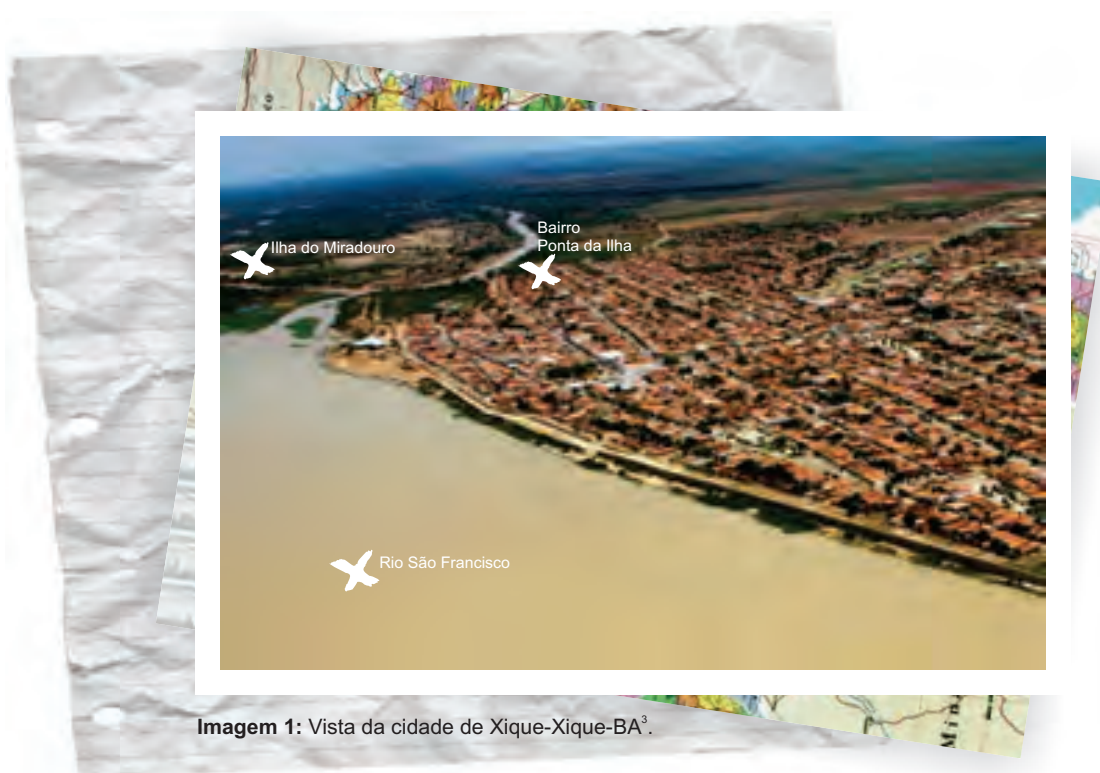 Ilha do Miradouro
Bairro
Ponta da Ilha
Rio São Francisco
Imagem 1: Vista da cidade de Xique-Xique-BA³.